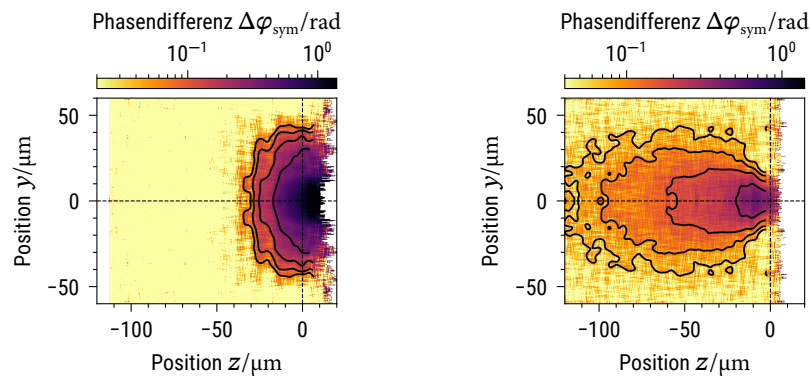 Phasendifferenz Δφsym/rad
10⁻¹ 10⁰
50
0
−50
Position y/µm
−100 −50 0
Position z/µm
Phasendifferenz Δφsym/rad
10⁻¹ 10⁰
50
0
−50
Position y/µm
−100 −50 0
Position z/µm